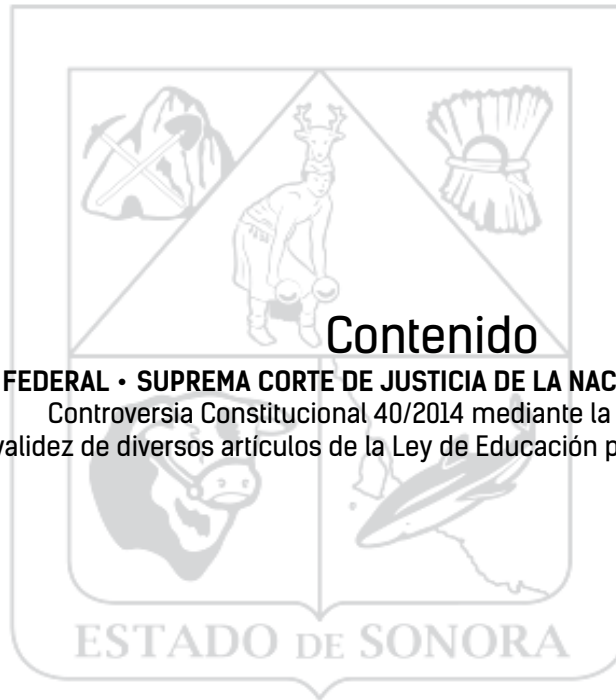 Contenido
FEDERAL • SUPREMA CORTE DE JUSTICIA DE LA
Controversia Constitucional 40/2014 mediante la
validez de diversos artículos de la Ley de Educación
ESTADO DE SONORA